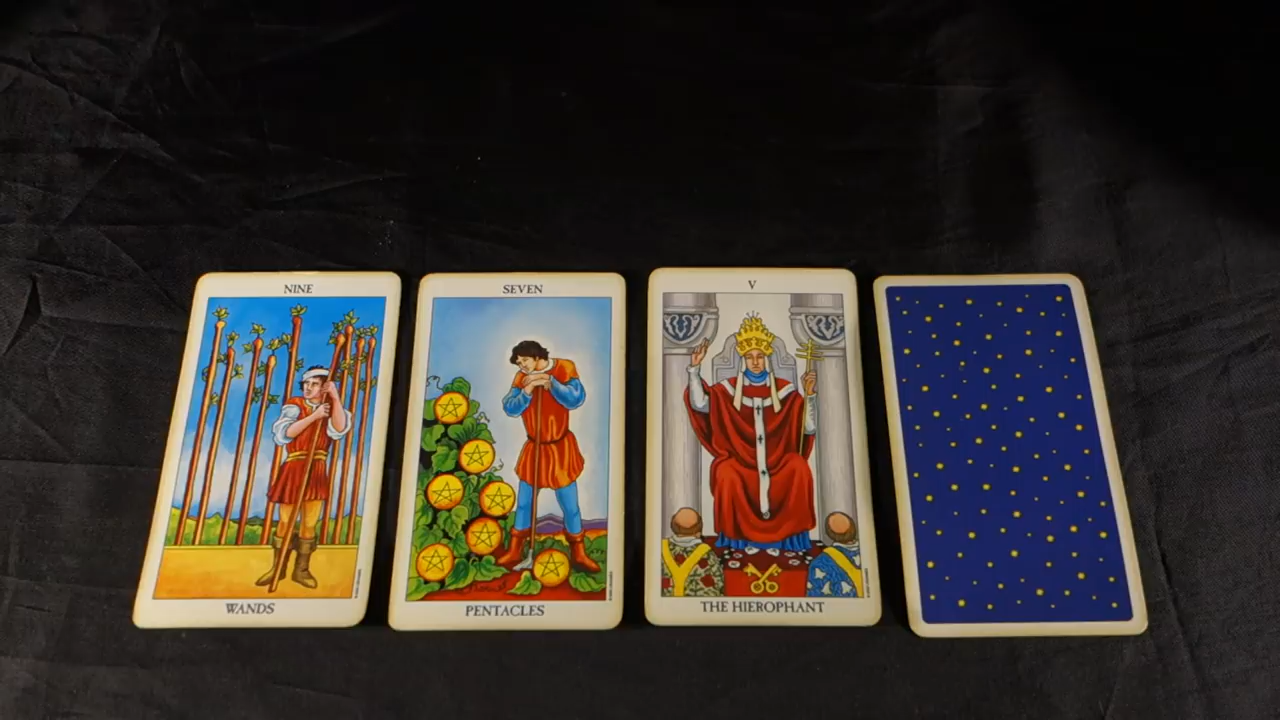 NINE
WANDS
SEVEN
PENTACLES
V
THE HIEROPHANT